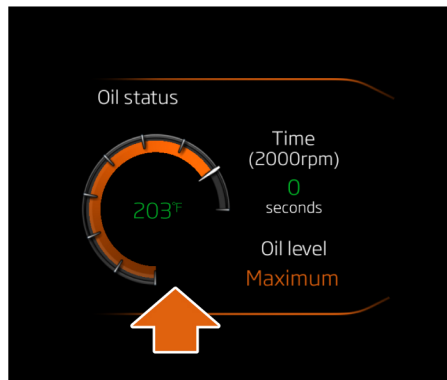 Oil status
Time
(2000rpm)
0
seconds
203°F
Oil level
Maximum